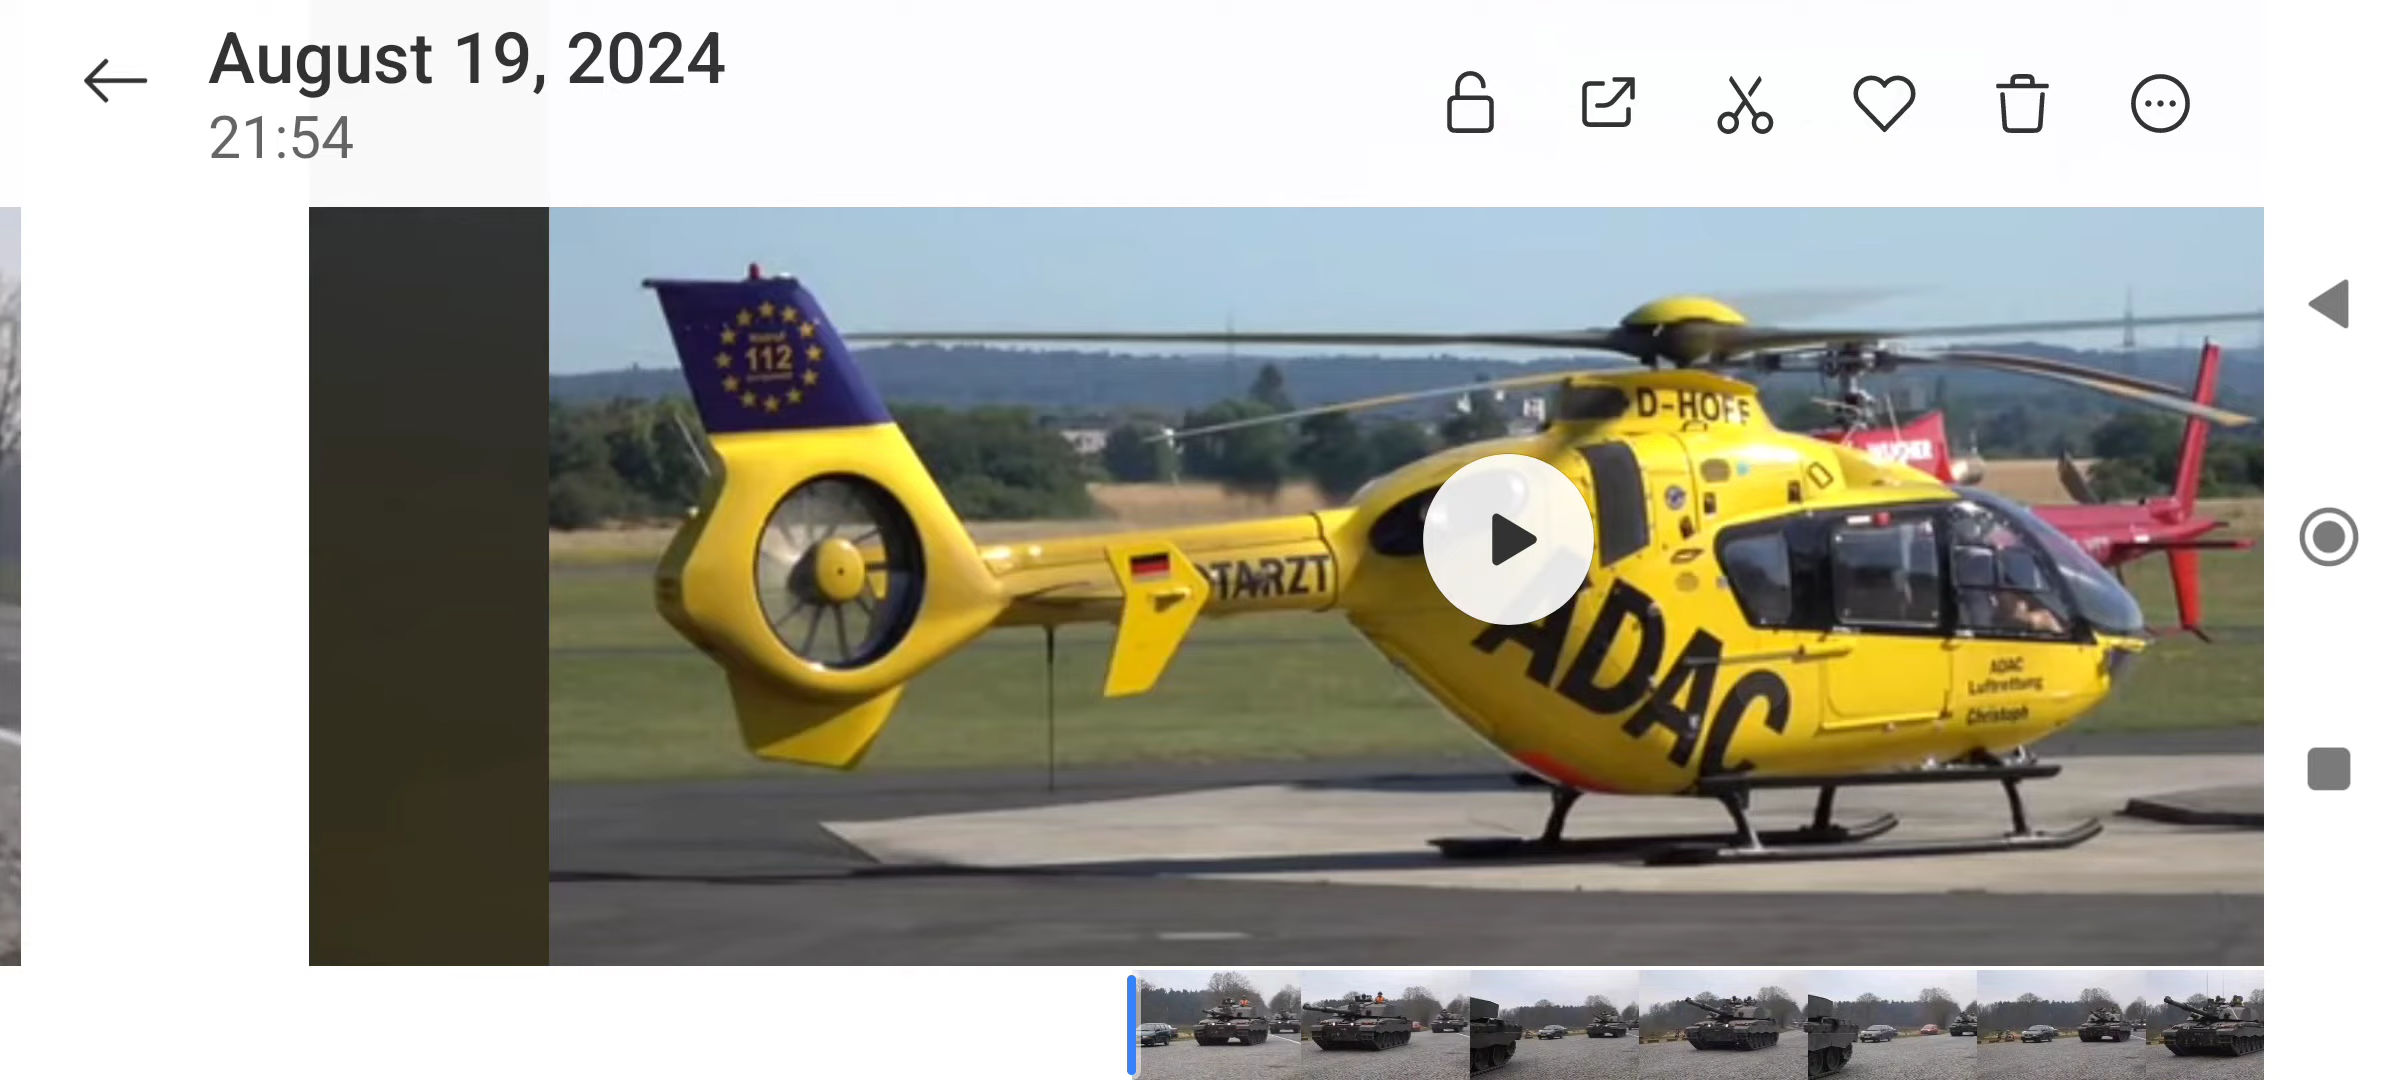 August 19, 2024
21:54
112
D-HOFF
TARZT
ADAC
ADAC
Luftrettung
Christoph